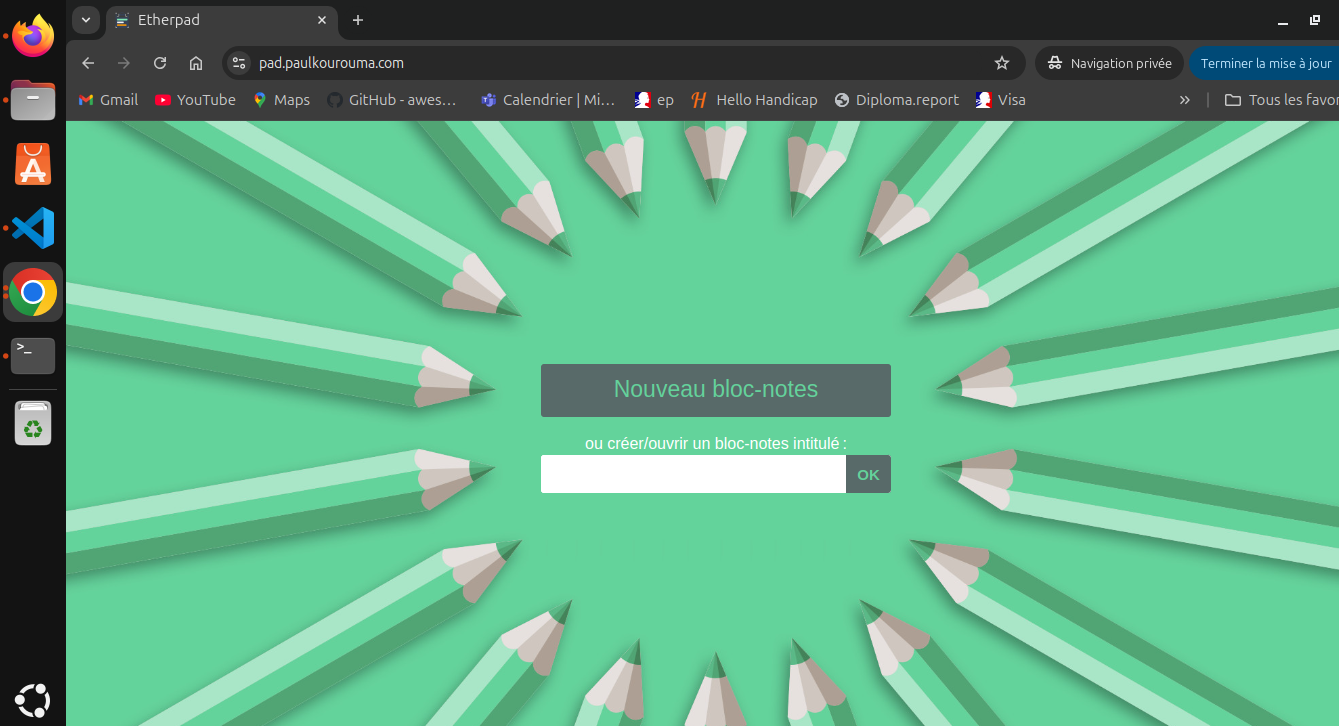 Etherpad
pad.paulkourouma.com
Navigation privée
Terminer la mise à jour
Gmail
YouTube
Maps
GitHub - awes…
Calendrier | Mi…
ep
Hello Handicap
Diploma.report
Visa
Tous les favor
Nouveau bloc-notes
ou créer/ouvrir un bloc-notes intitulé :
OK